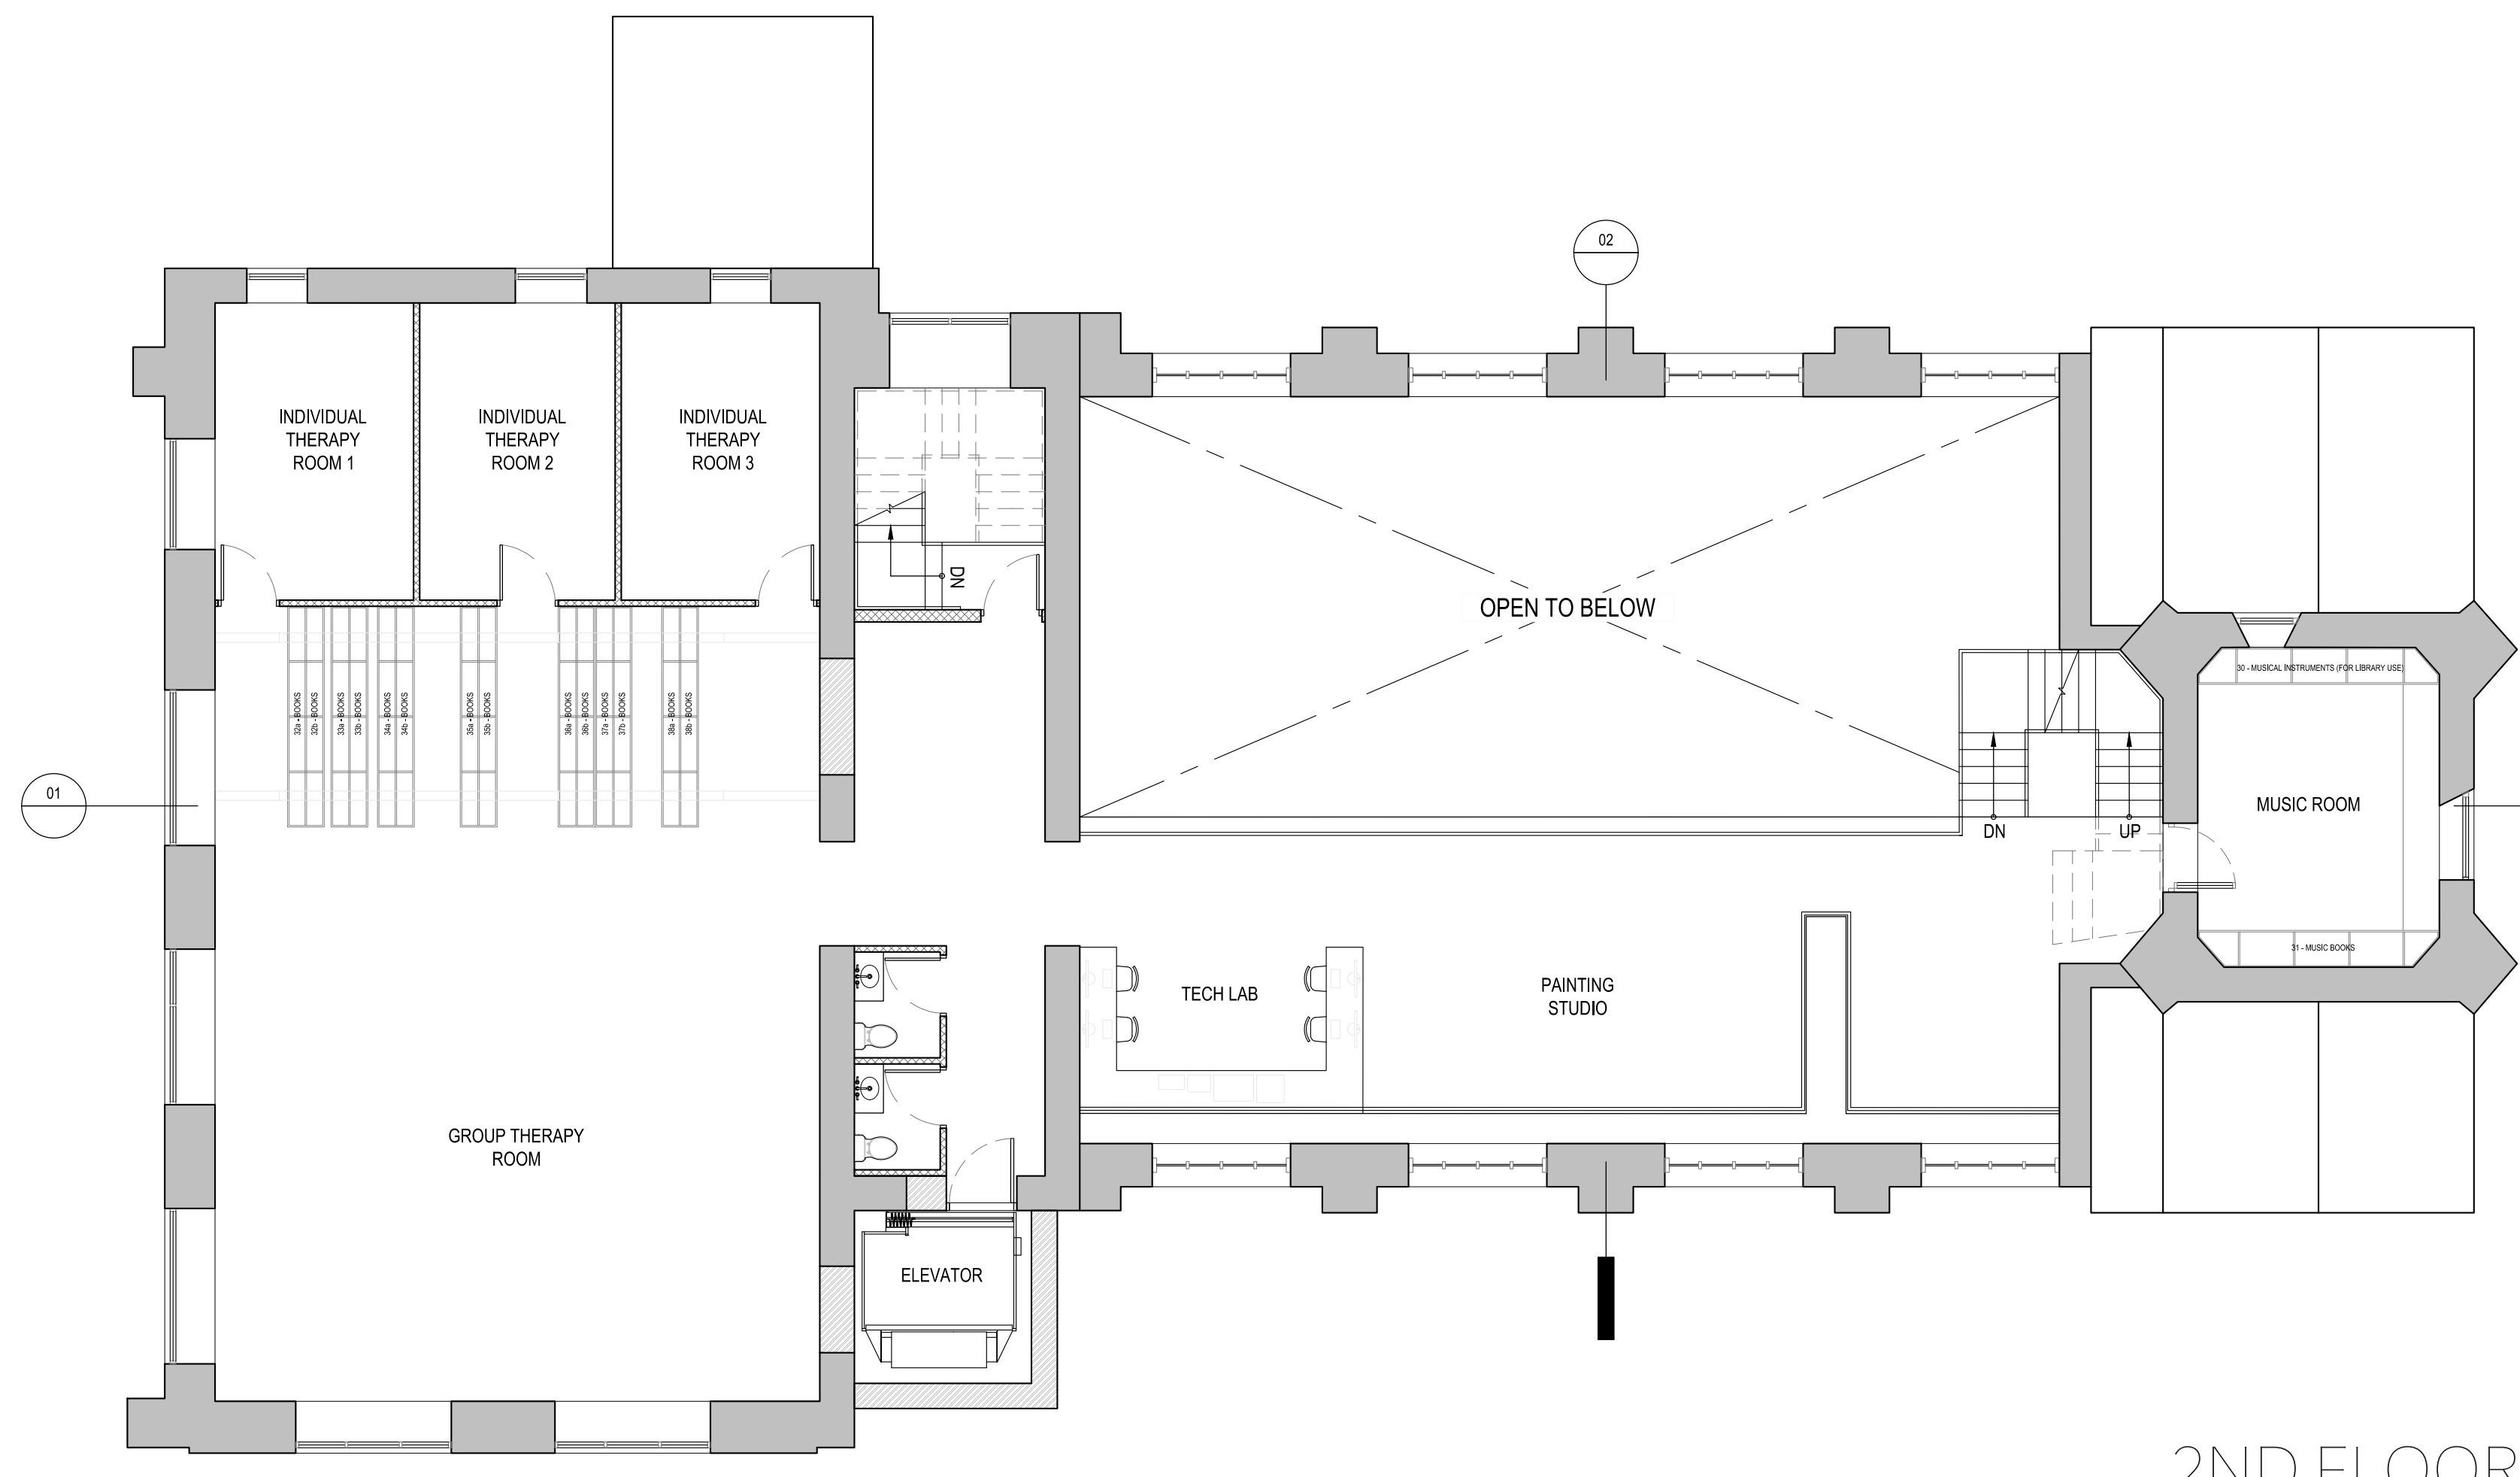 02
INDIVIDUAL
THERAPY
ROOM 1
INDIVIDUAL
THERAPY
ROOM 2
INDIVIDUAL
THERAPY
ROOM 3
DN
OPEN TO BELOW
30 - MUSICAL INSTRUMENTS (FOR LIBRARY USE)
32a - BOOKS
32b - BOOKS
33a - BOOKS
33b - BOOKS
34a - BOOKS
34b - BOOKS
35a - BOOKS
35b - BOOKS
36a - BOOKS
36b - BOOKS
37a - BOOKS
37b - BOOKS
38a - BOOKS
38b - BOOKS
01
MUSIC ROOM
DN
UP
31 - MUSIC BOOKS
TECH LAB
PAINTING
STUDIO
GROUP THERAPY
ROOM
ELEVATOR
2ND FLOOR